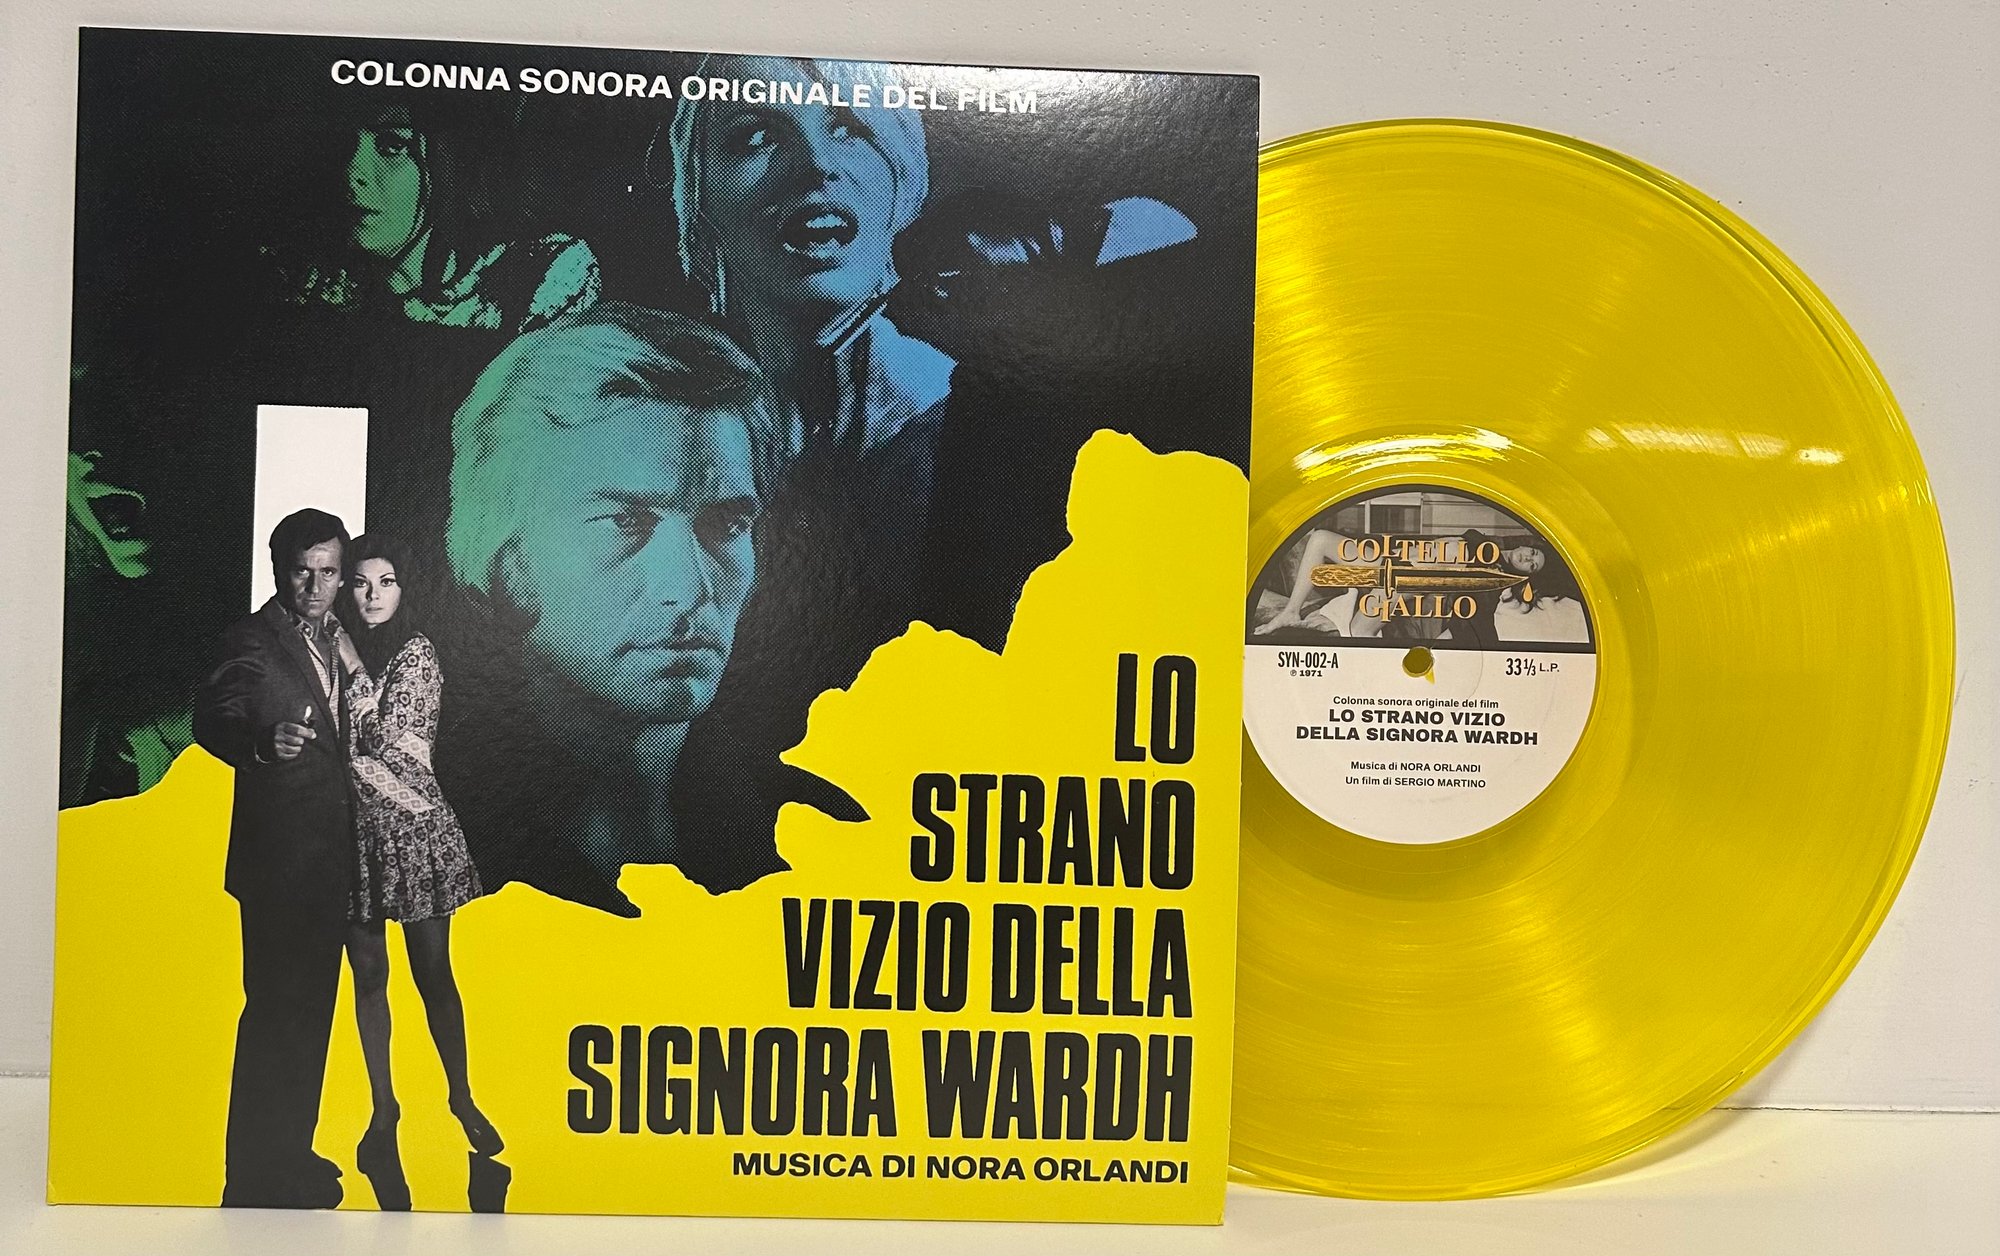 COLONNA SONORA ORIGINALE DEL FILM
LO
STRANO
VIZIO DELLA
SIGNORA WARDH
MUSICA DI NORA ORLANDI
COLTELLO
GIALLO
SYN-002-A
℗ 1971
33⅓ L.P.
Colonna sonora originale del film
LO STRANO VIZIO
DELLA SIGNORA WARDH
Musica di NORA ORLANDI
Un film di SERGIO MARTINO